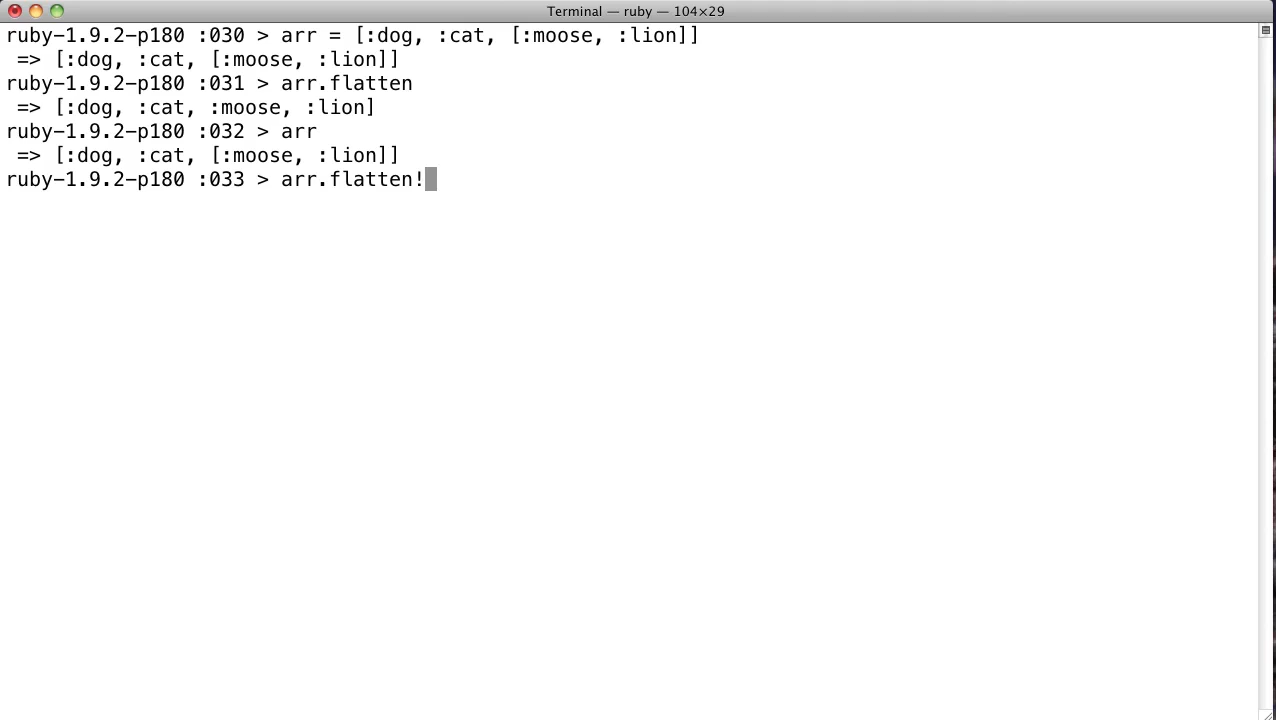 Terminal — ruby — 104×29
ruby-1.9.2-p180 :030 > arr = [:dog, :cat, [:moose, :lion]]
 => [:dog, :cat, [:moose, :lion]]
ruby-1.9.2-p180 :031 > arr.flatten
 => [:dog, :cat, :moose, :lion]
ruby-1.9.2-p180 :032 > arr
 => [:dog, :cat, [:moose, :lion]]
ruby-1.9.2-p180 :033 > arr.flatten!